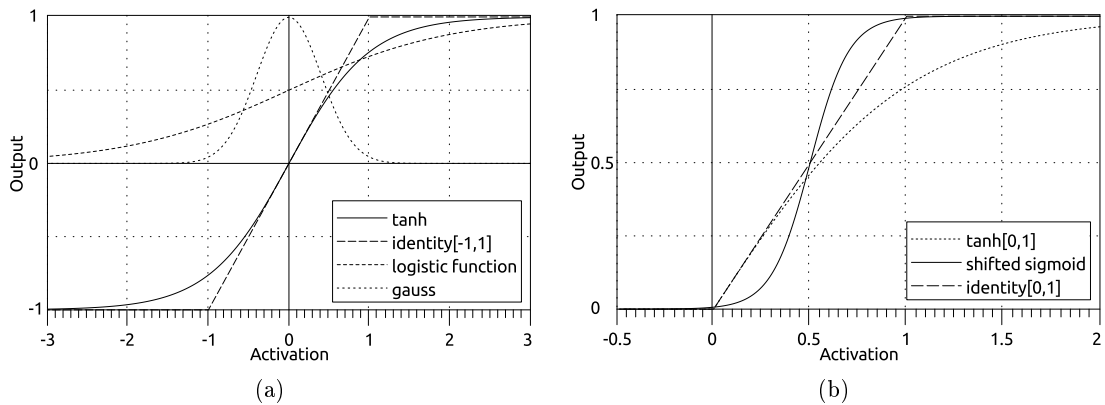 1
0
-1
Output
-3
-2
-1
0
1
2
3
Activation
tanh
identity[-1,1]
logistic function
gauss
(a)
1
0.5
0
Output
-0.5
0
0.5
1
1.5
2
Activation
tanh[0,1]
shifted sigmoid
identity[0,1]
(b)